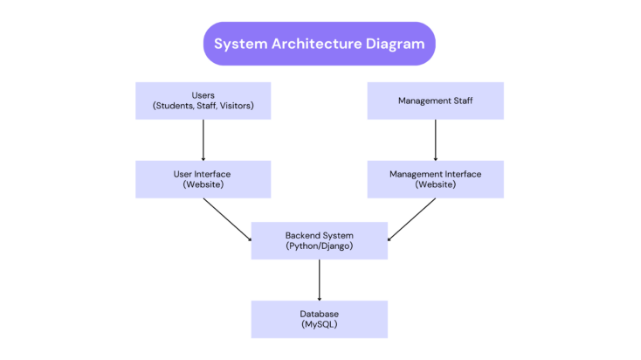 System Architecture Diagram
Users
(Students, Staff, Visitors)
Management Staff
User Interface
(Website)
Management Interface
(Website)
Backend System
(Python/Django)
Database
(MySQL)